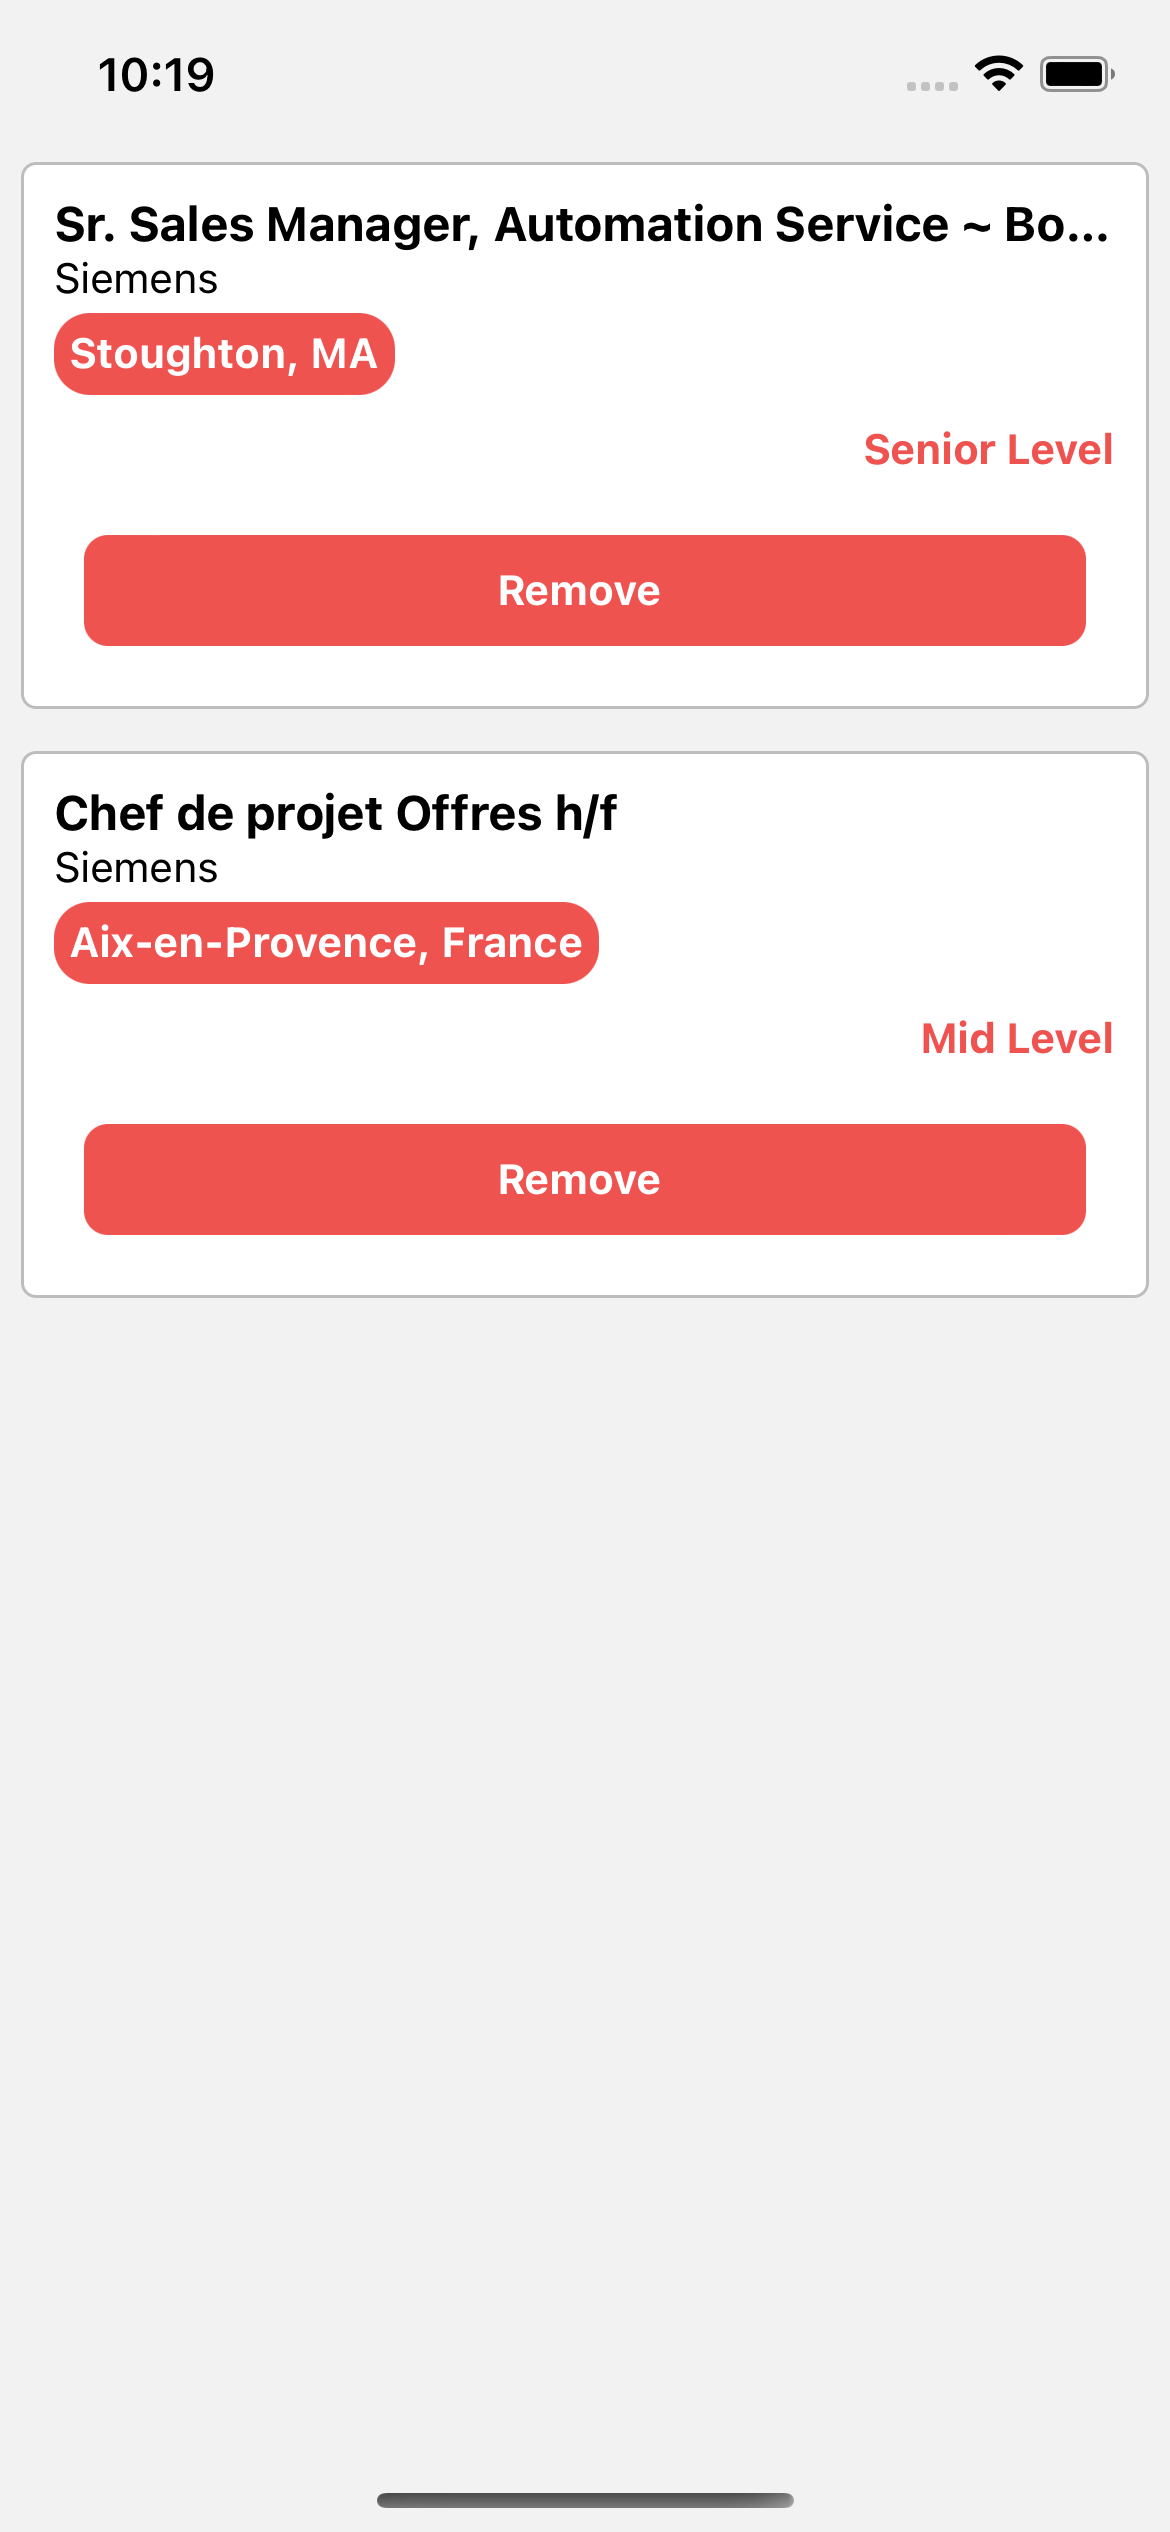 10:19
Sr. Sales Manager, Automation Service ~ Bo...
Siemens
Stoughton, MA
Senior Level
Remove
Chef de projet Offres h/f
Siemens
Aix-en-Provence, France
Mid Level
Remove